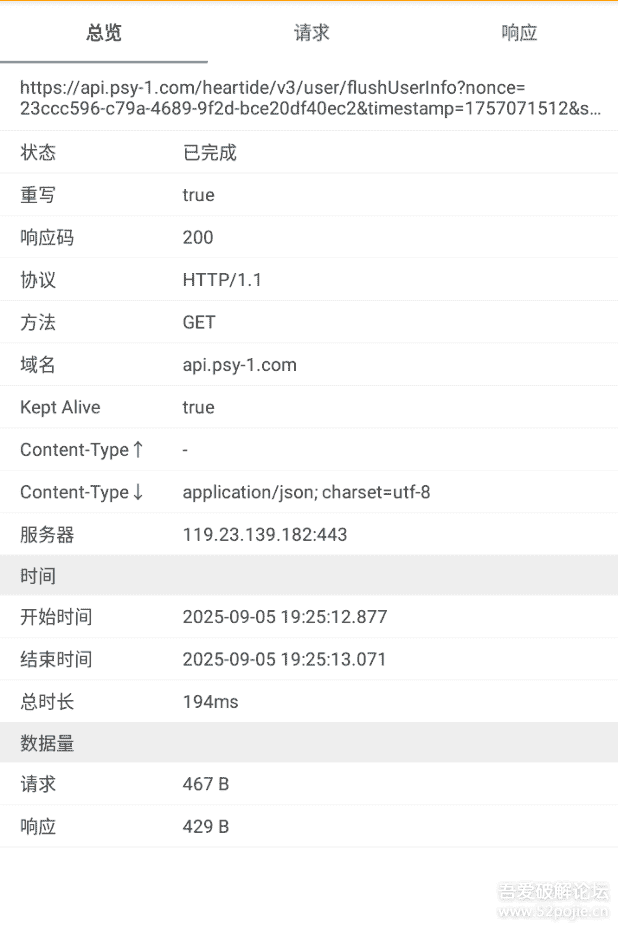 总览 请求 响应
https://api.psy-1.com/heartide/v3/user/flushUserInfo?nonce=
23ccc596-c79a-4689-9f2d-bce20df40ec2&timestamp=1757071512&s...
状态 已完成
重写 true
响应码 200
协议 HTTP/1.1
方法 GET
域名 api.psy-1.com
Kept Alive true
Content-Type↑ -
Content-Type↓ application/json; charset=utf-8
服务器 119.23.139.182:443
时间
开始时间 2025-09-05 19:25:12.877
结束时间 2025-09-05 19:25:13.071
总时长 194ms
数据量
请求 467 B
响应 429 B
吾爱破解论坛
www.52pojie.cn